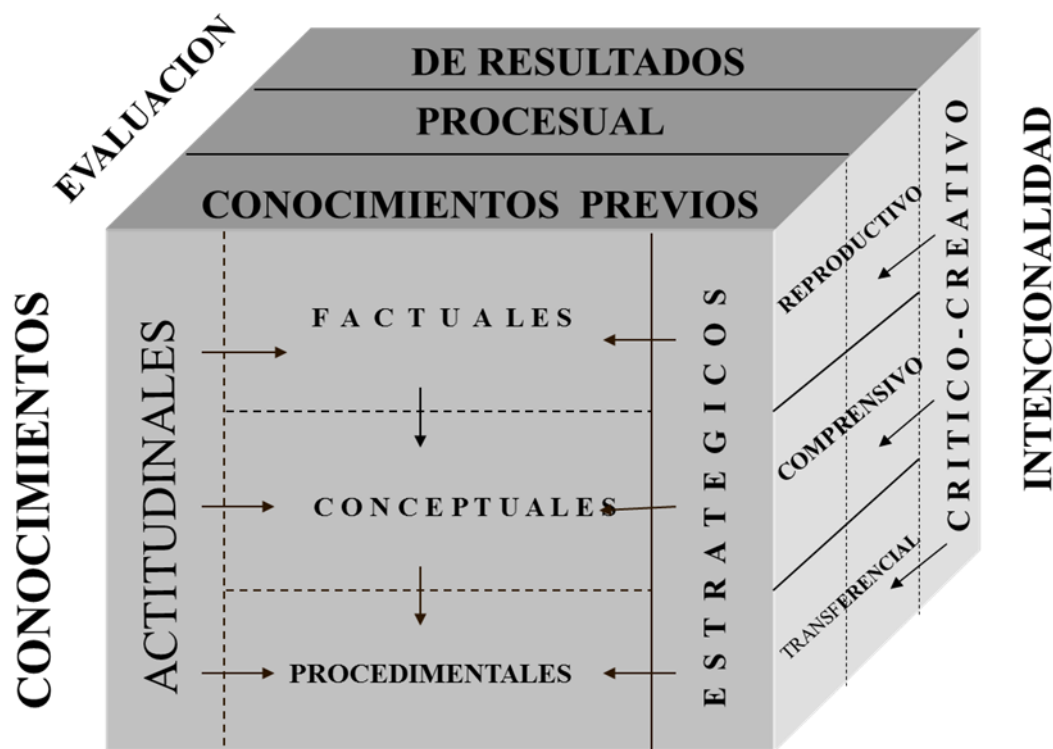 EVALUACION
DE RESULTADOS
PROCESUAL
CONOCIMIENTOS PREVIOS
CONOCIMIENTOS
ACTITUDINALES
FACTUALES
CONCEPTUALES
PROCEDIMENTALES
ESTRATEGICOS
REPRODUCTIVO
COMPRENSIVO
TRANSFERENCIAL
CRITICO-CREATIVO
INTENCIONALIDAD